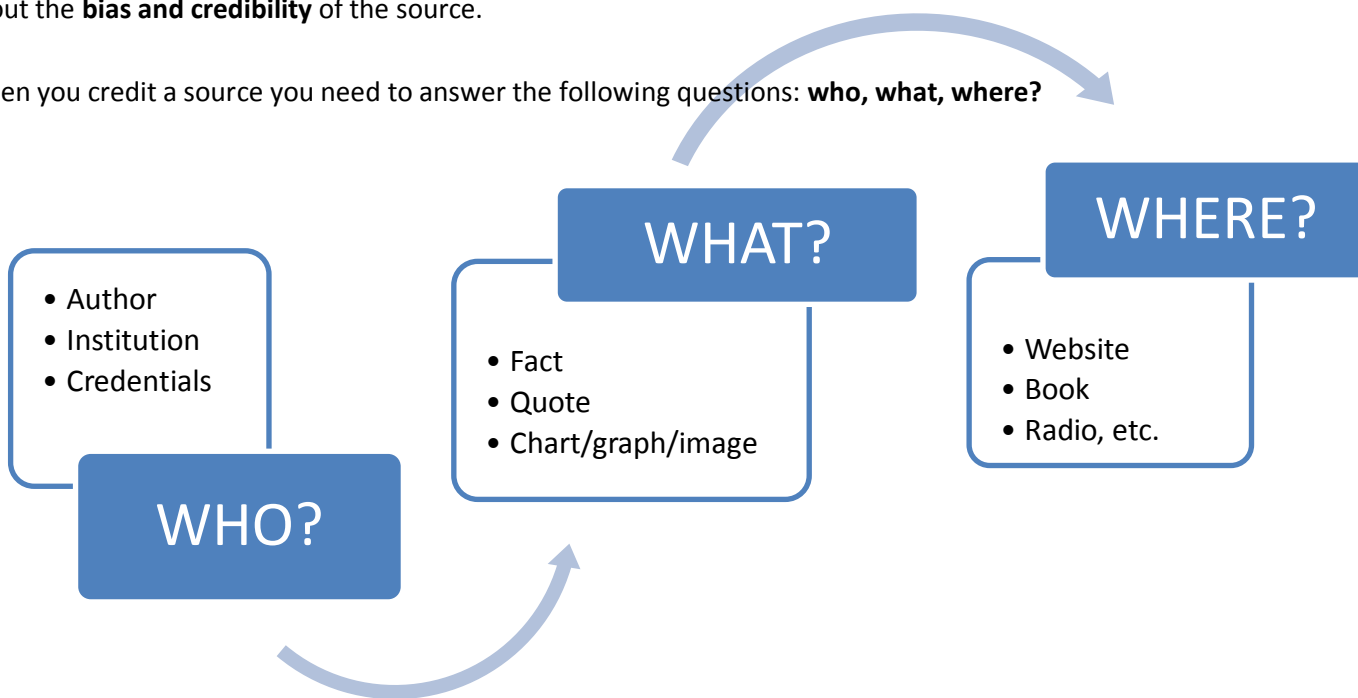 out the bias and credibility of the source.
en you credit a source you need to answer the following questions: who, what, where?
• Author
• Institution
• Credentials
WHO?
WHAT?
• Fact
• Quote
• Chart/graph/image
WHERE?
• Website
• Book
• Radio, etc.